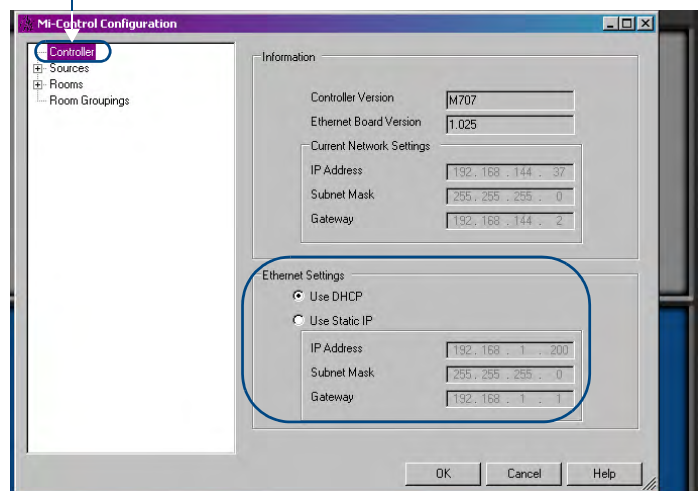 Mi-Control Configuration
Controller
Sources
Rooms
Room Groupings
Information
Controller Version M707
Ethernet Board Version 1.025
Current Network Settings
IP Address 192 . 168 . 144 . 37
Subnet Mask 255 . 255 . 255 . 0
Gateway 192 . 168 . 144 . 2
Ethernet Settings
Use DHCP
Use Static IP
IP Address 192 . 168 . 1 . 200
Subnet Mask 255 . 255 . 255 . 0
Gateway 192 . 168 . 1 . 1
OK Cancel Help